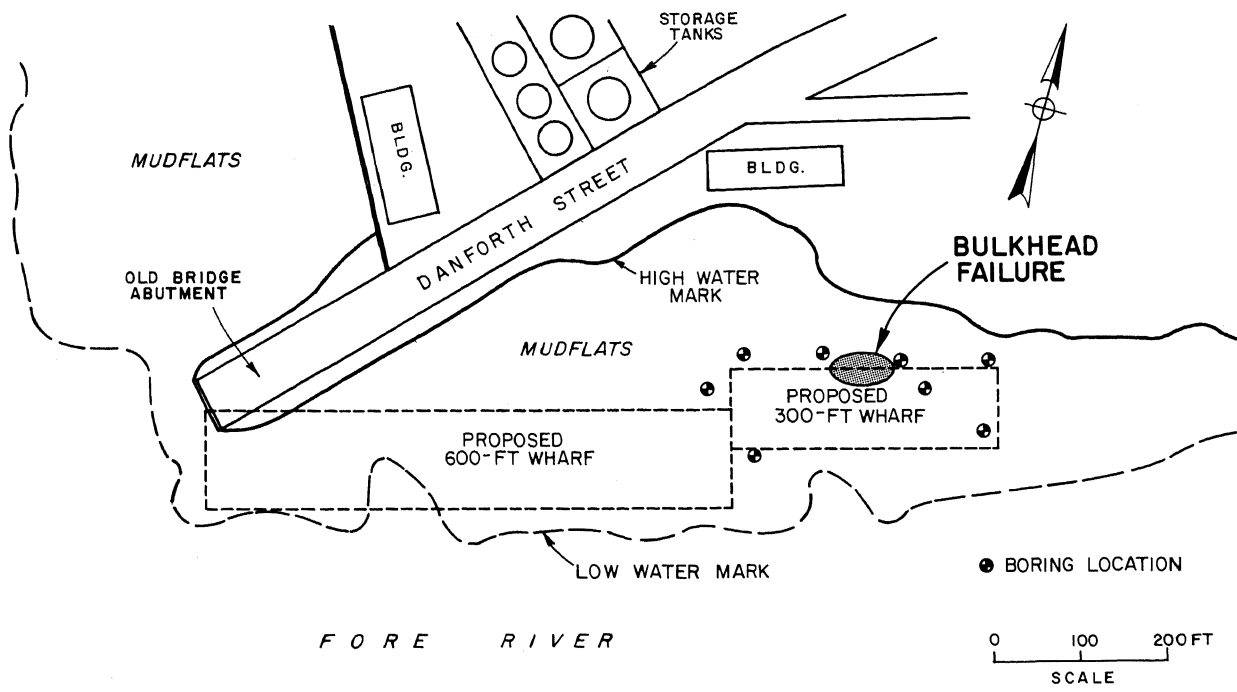 STORAGE
TANKS
BLDG.
MUDFLATS
BLDG.
DANFORTH STREET
BULKHEAD
FAILURE
OLD BRIDGE
ABUTMENT
HIGH WATER
MARK
MUDFLATS
PROPOSED
300-FT WHARF
PROPOSED
600-FT WHARF
LOW WATER MARK
BORING LOCATION
FORE RIVER
0 100 200 FT
SCALE